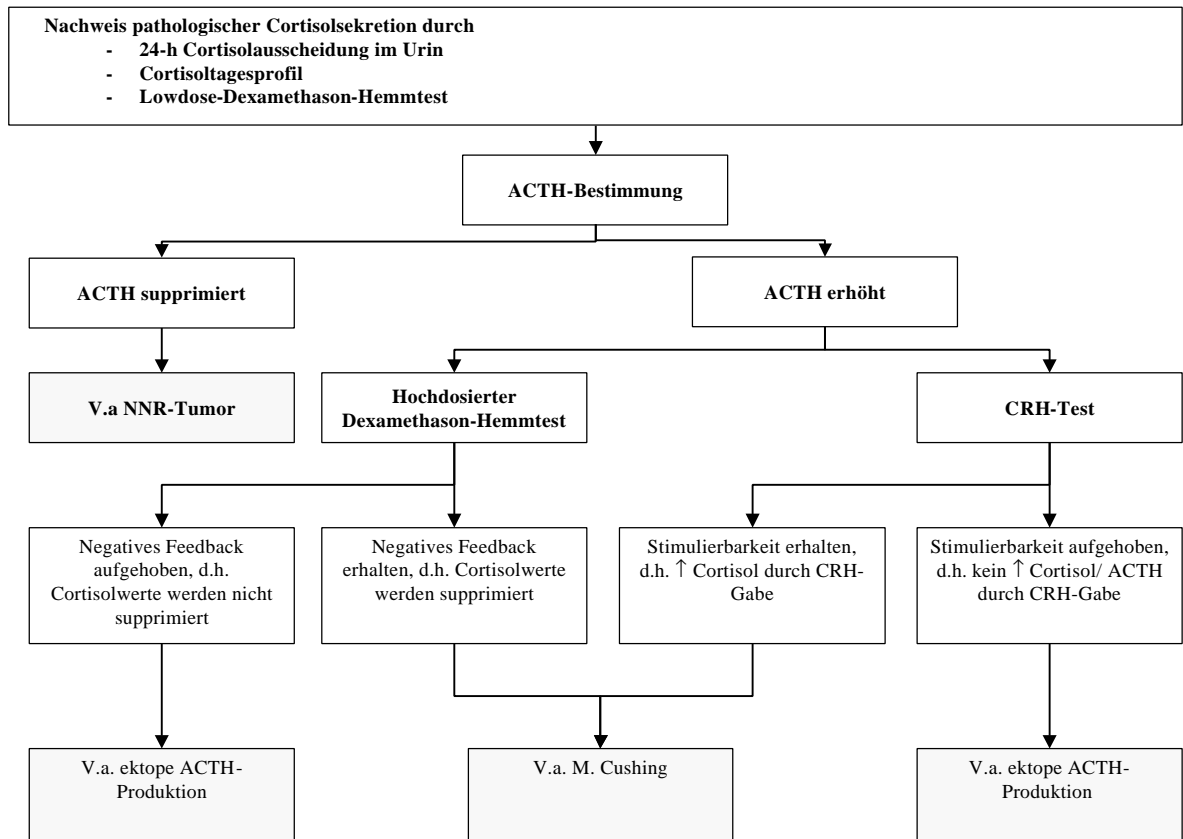 Nachweis pathologischer Cortisolsekretion durch
- 24-h Cortisolausscheidung im Urin
- Cortisoltagesprofil
- Lowdose-Dexamethason-Hemmtest
ACTH-Bestimmung
ACTH supprimiert
ACTH erhöht
V.a NNR-Tumor
Hochdosierter
Dexamethason-Hemmtest
CRH-Test
Negatives Feedback
aufgehoben, d.h.
Cortisolwerte werden nicht
supprimiert
Negatives Feedback
erhalten, d.h. Cortisolwerte
werden supprimiert
Stimulierbarkeit erhalten,
d.h. ↑ Cortisol durch CRH-
Gabe
Stimulierbarkeit aufgehoben,
d.h. kein ↑ Cortisol/ ACTH
durch CRH-Gabe
V.a. ektope ACTH-
Produktion
V.a. M. Cushing
V.a. ektope ACTH-
Produktion